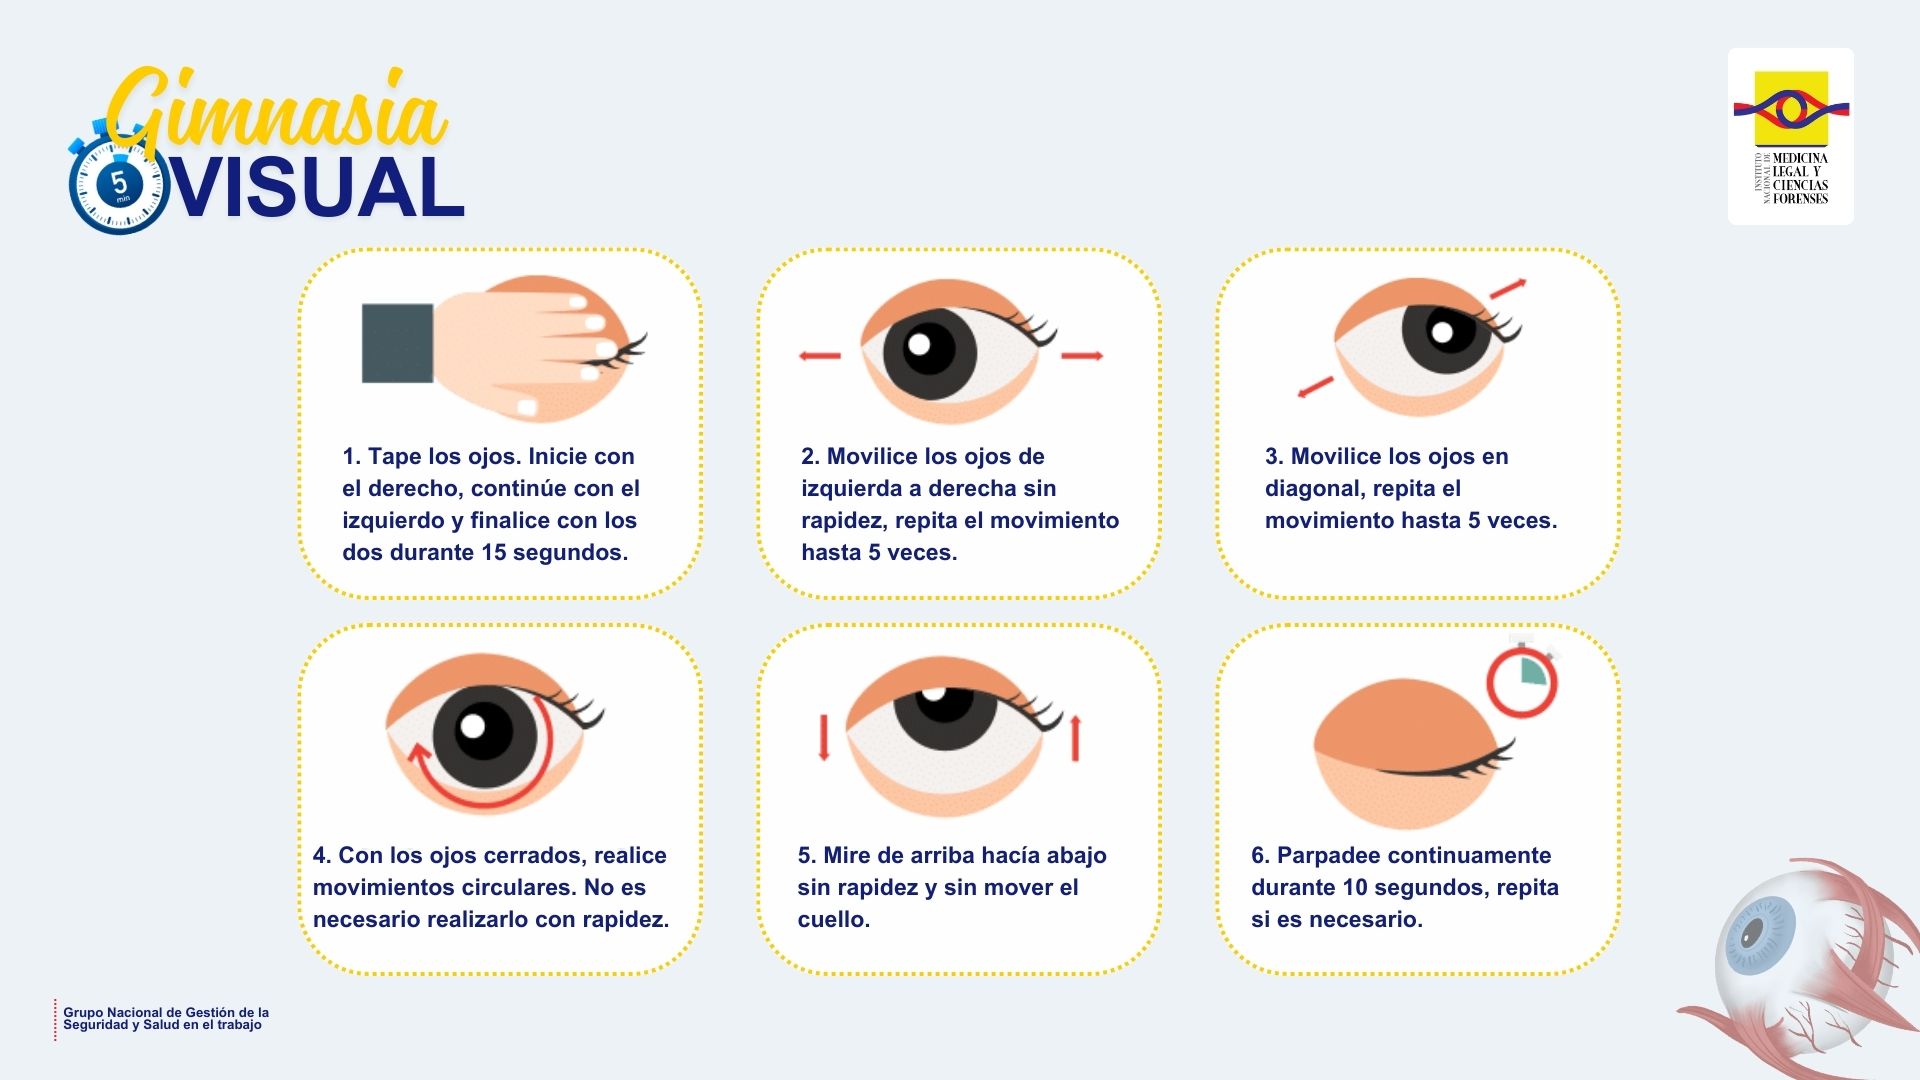 Gimnasia
VISUAL
5
min
INSTITUTO
NACIONAL DE
MEDICINA
LEGAL Y
CIENCIAS
FORENSES
1. Tape los ojos. Inicie con
el derecho, continúe con el
izquierdo y finalice con los
dos durante 15 segundos.
2. Movilice los ojos de
izquierda a derecha sin
rapidez, repita el movimiento
hasta 5 veces.
3. Movilice los ojos en
diagonal, repita el
movimiento hasta 5 veces.
4. Con los ojos cerrados, realice
movimientos circulares. No es
necesario realizarlo con rapidez.
5. Mire de arriba hacía abajo
sin rapidez y sin mover el
cuello.
6. Parpadee continuamente
durante 10 segundos, repita
si es necesario.
Grupo Nacional de Gestión de la
Seguridad y Salud en el trabajo